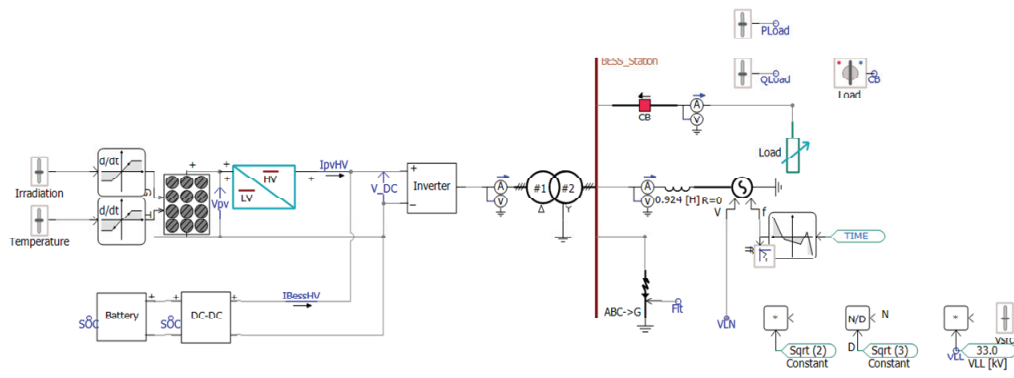 PLoad
BESS_Station
QLoad
CB
Load
A
V
CB
d/dt
Load
Irradiation
G
+
+
+
HV
LV
+
IpvHV
V_DC
+
Inverter
A
V
#1
#2
Δ
Y
A
V
0.924 [H]
R=0
V
f
d/dt
T
Vpv
Temperature
TIME
Battery
SOC
+
+
SOC
DC-DC
+
IBessHV
ABC->G
Flt
VLN
*
N/D
N
D
*
Sqrt (2)
Constant
Sqrt (3)
Constant
VLL
33.0
VLL [kV]